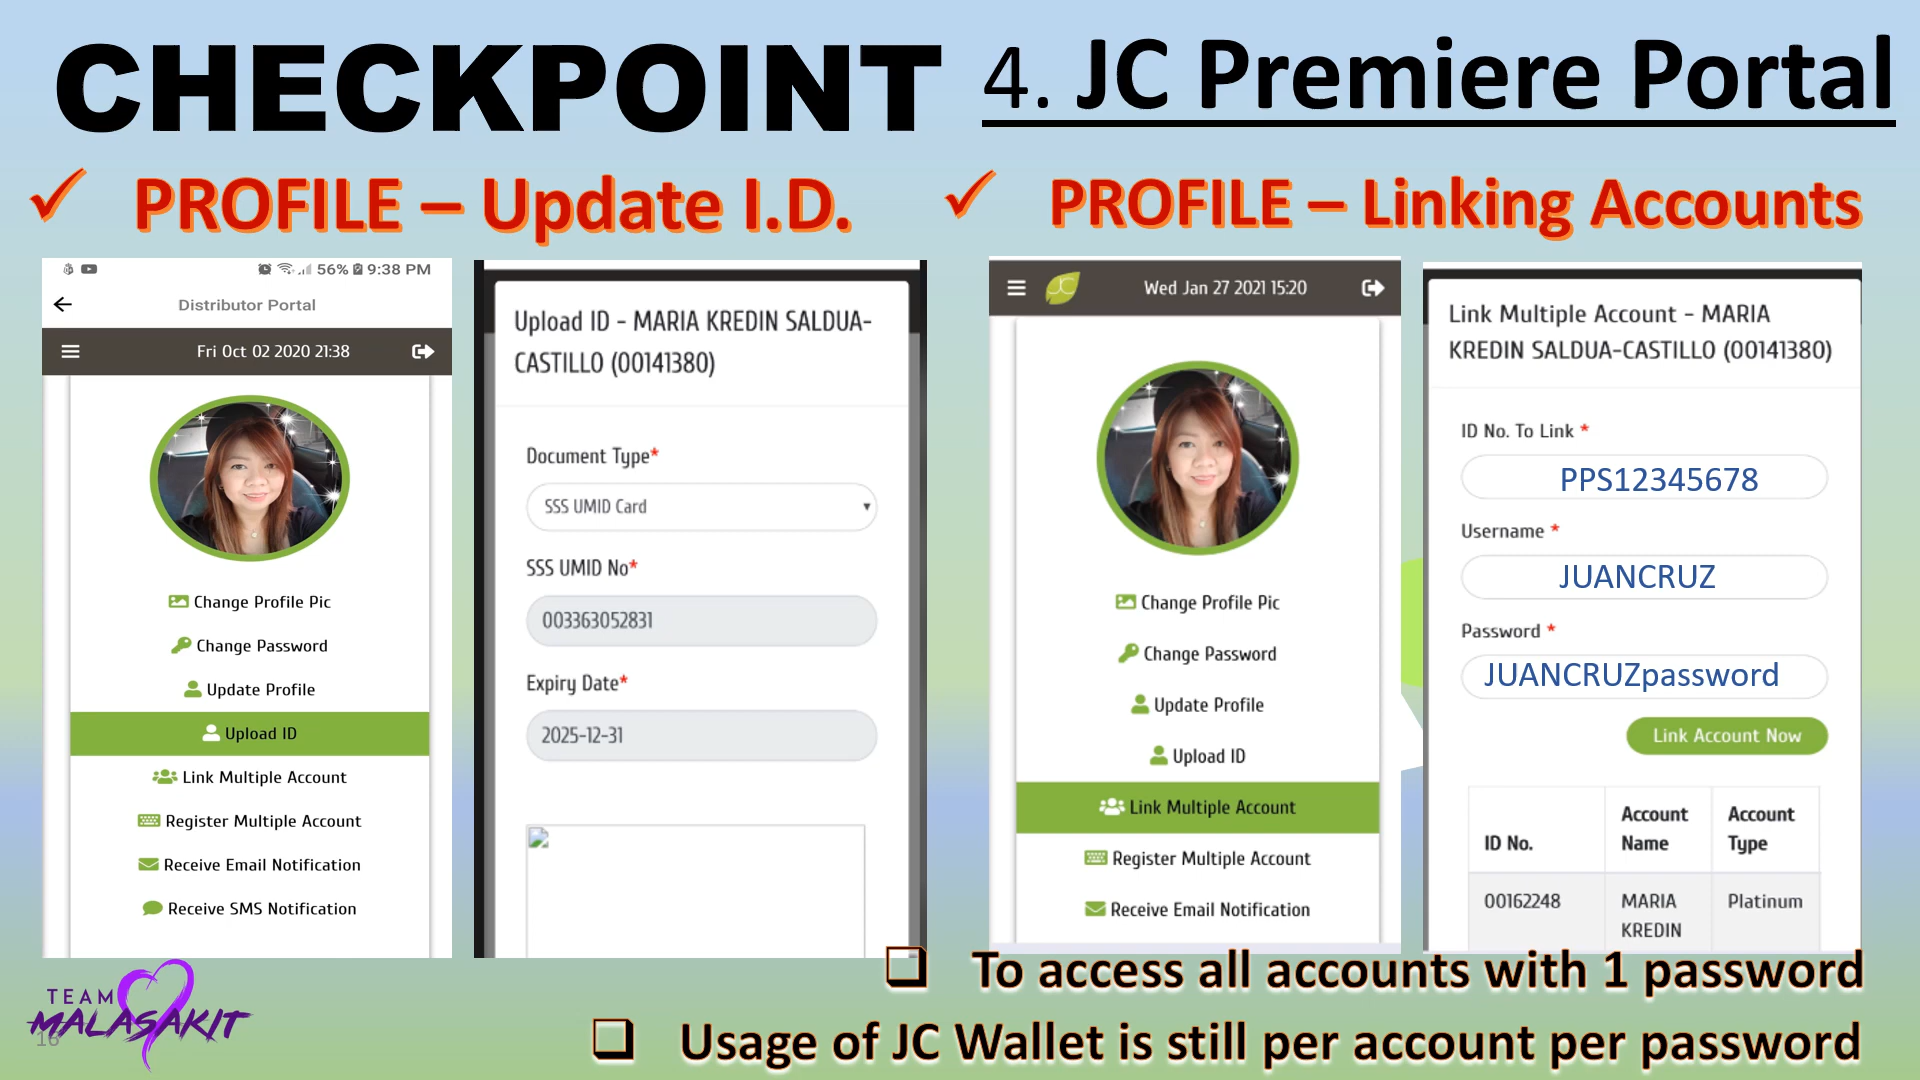 CHECKPOINT
4. JC Premiere Portal
PROFILE – Update I.D.
PROFILE – Linking Accounts
56% 9:38 PM
Distributor Portal
Fri Oct 02 2020 21:38
Change Profile Pic
Change Password
Update Profile
Upload ID
Link Multiple Account
Register Multiple Account
Receive Email Notification
Receive SMS Notification
Upload ID - MARIA KREDIN SALDUA-
CASTILLO (00141380)
Document Type*
SSS UMID Card
SSS UMID No*
003363052831
Expiry Date*
2025-12-31
JC
Wed Jan 27 2021 15:20
Change Profile Pic
Change Password
Update Profile
Upload ID
Link Multiple Account
Register Multiple Account
Receive Email Notification
Link Multiple Account - MARIA
KREDIN SALDUA-CASTILLO (00141380)
ID No. To Link *
PPS12345678
Username *
JUANCRUZ
Password *
JUANCRUZpassword
Link Account Now
ID No. Account Name Account Type
00162248 MARIA KREDIN Platinum
To access all accounts with 1 password
Usage of JC Wallet is still per account per password
TEAM
MALASAKIT
16